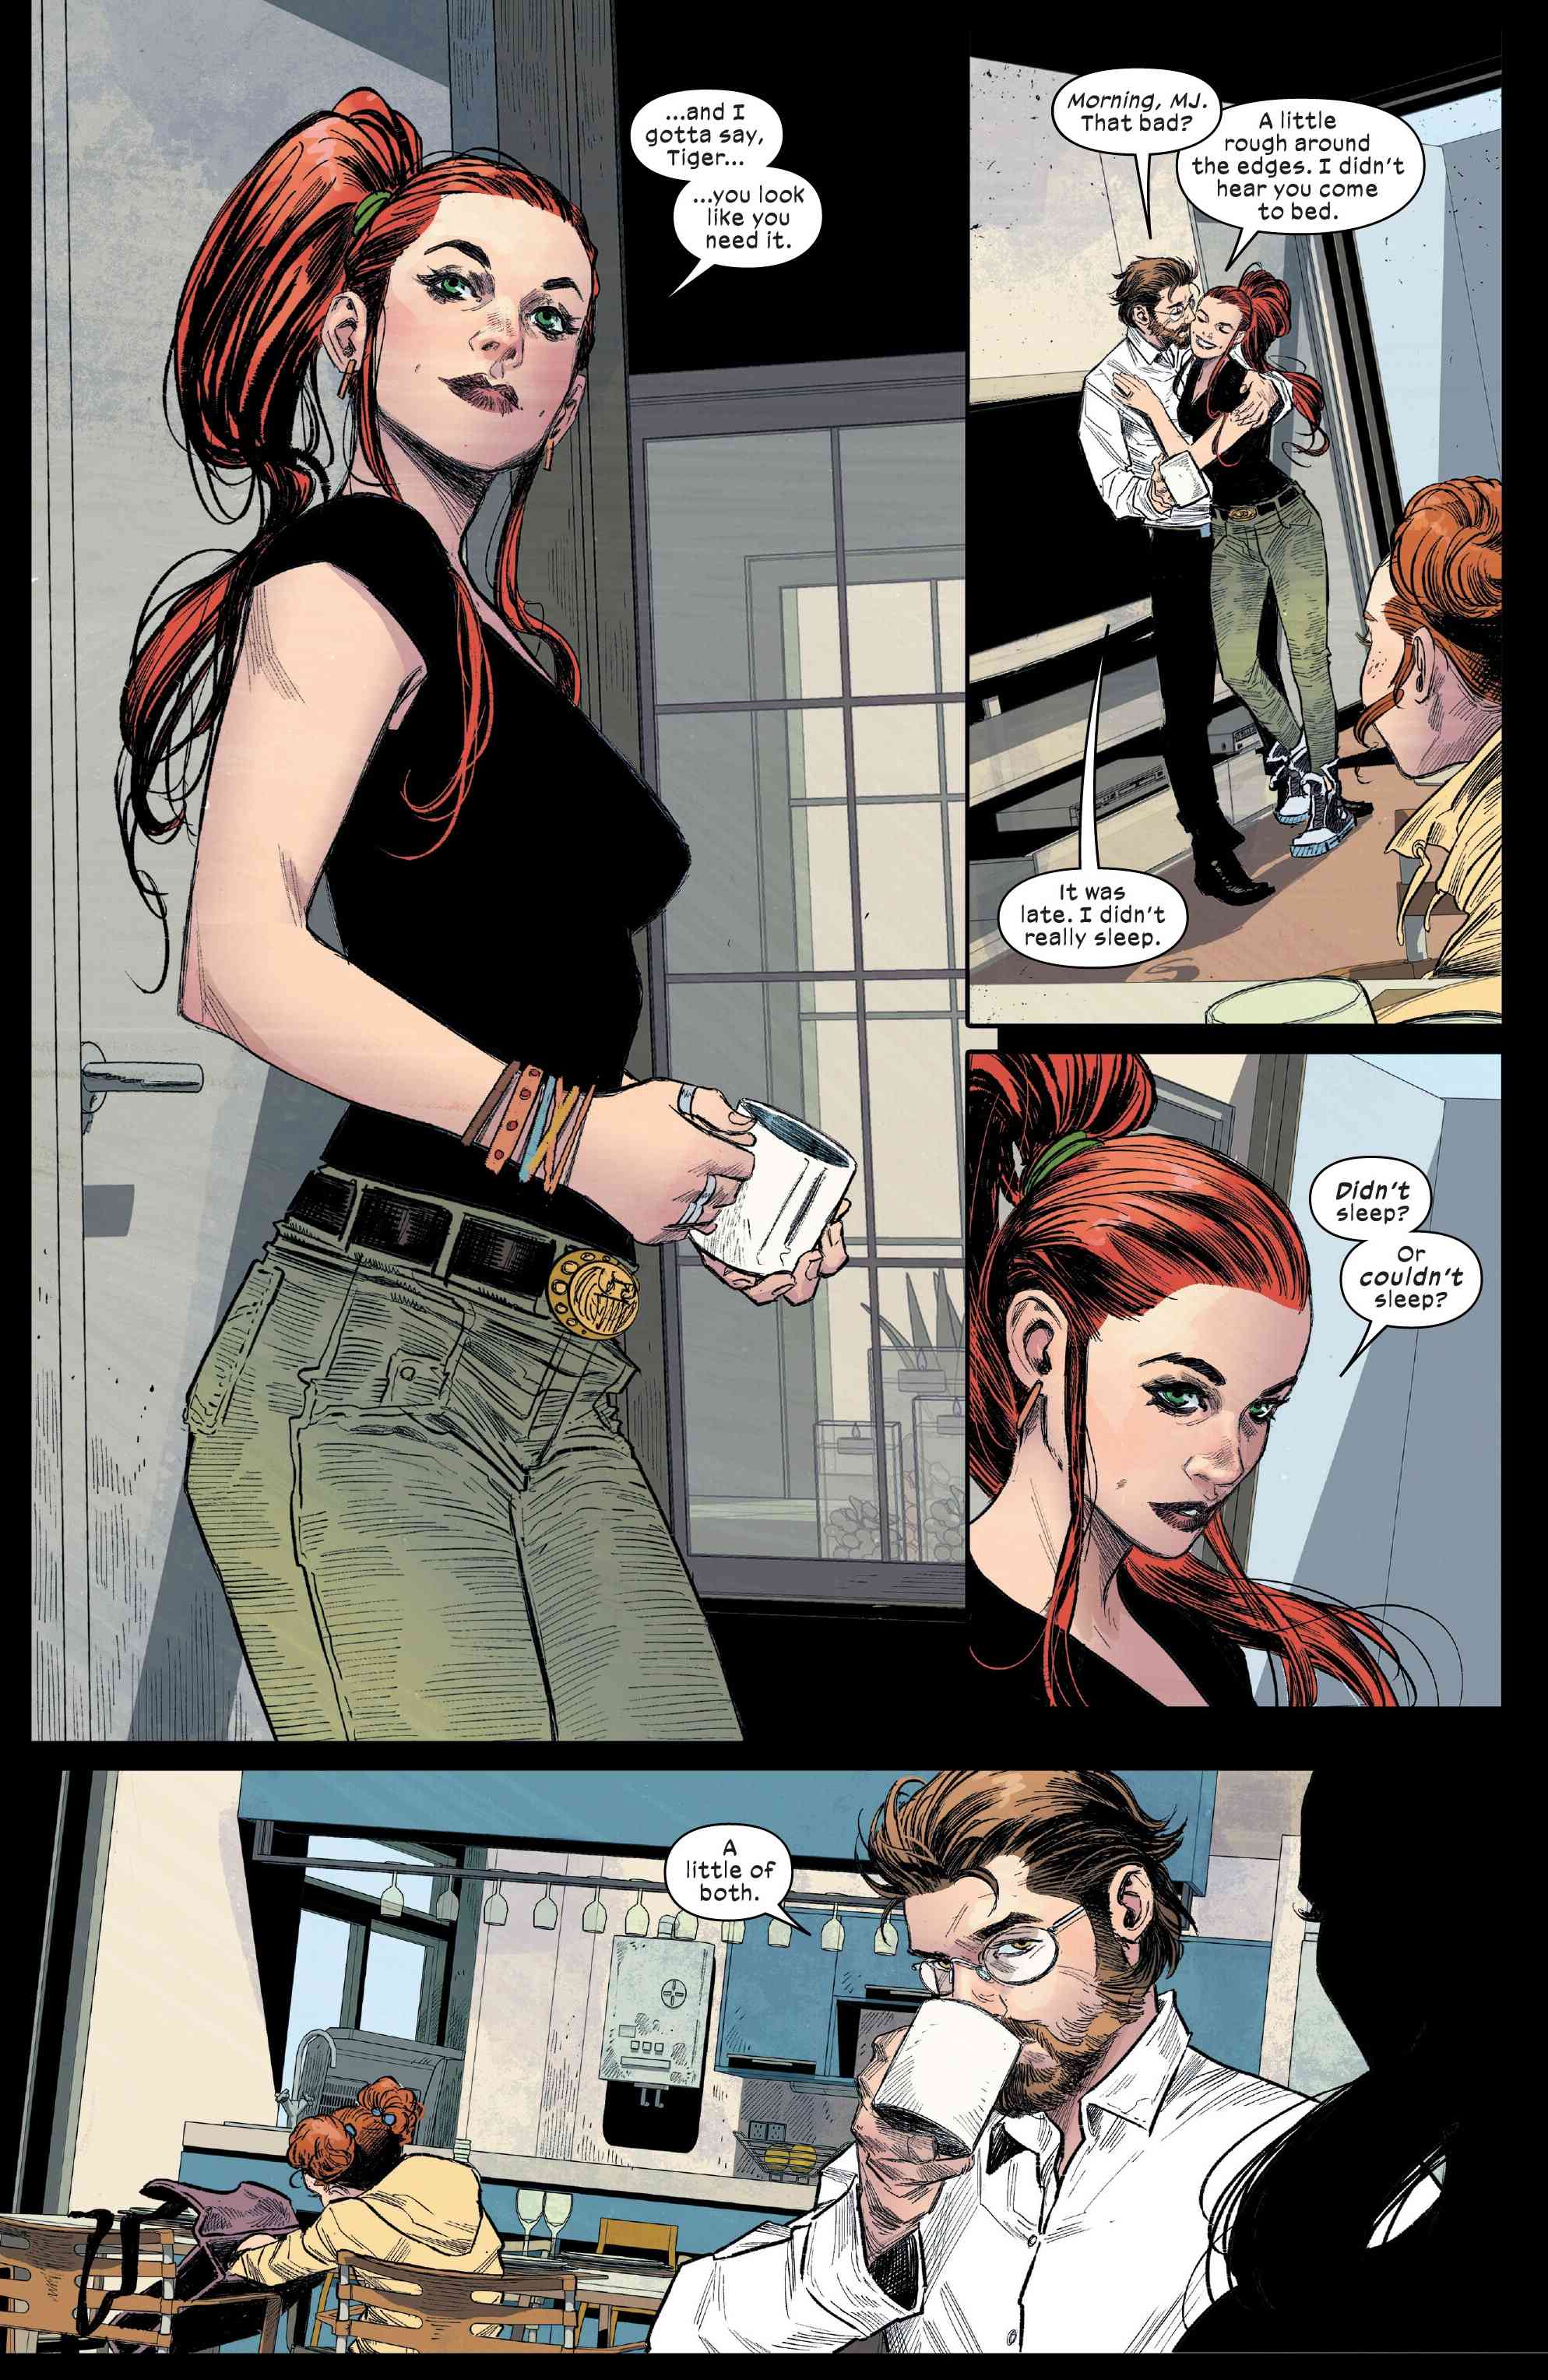 ...and I
gotta say,
Tiger...
...you look
like you
need it.
Morning, MJ.
That bad?
A little
rough around
the edges. I didn't
hear you come
to bed.
It was
late. I didn't
really sleep.
Didn't
sleep?
Or
couldn't
sleep?
A
little of
both.